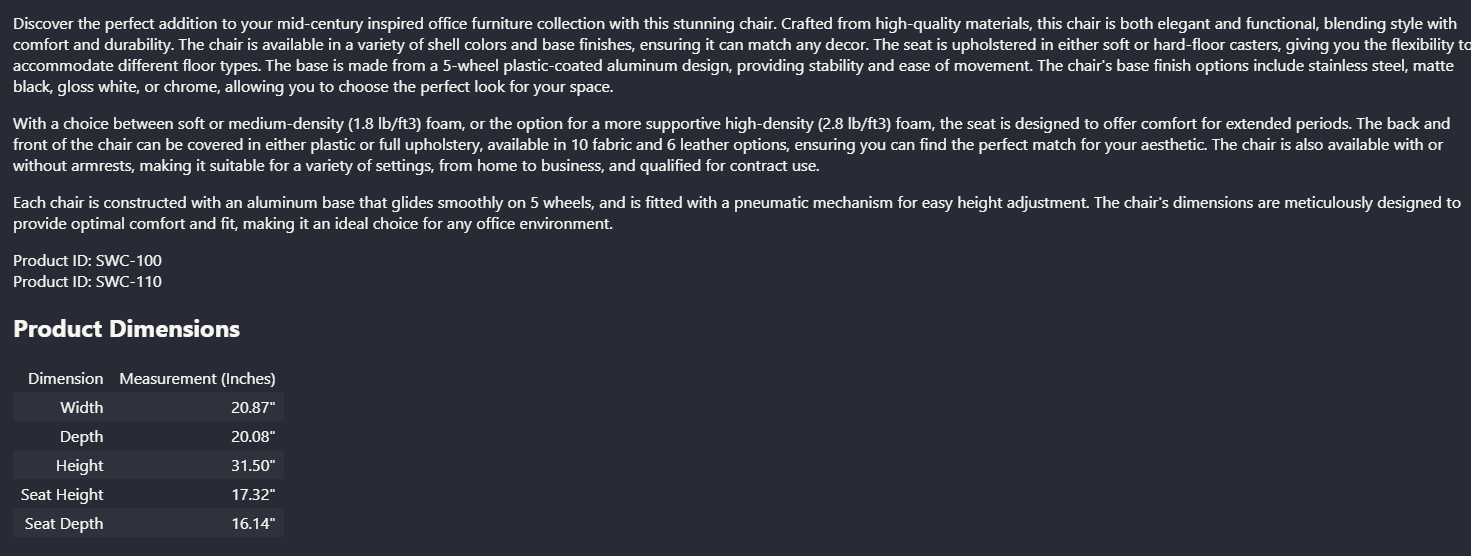 Discover the perfect addition to your mid-century inspired office furniture collection with this stunning chair. Crafted from high-quality materials, this chair is both elegant and functional, blending style with
comfort and durability. The chair is available in a variety of shell colors and base finishes, ensuring it can match any decor. The seat is upholstered in either soft or hard-floor casters, giving you the flexibility to
accommodate different floor types. The base is made from a 5-wheel plastic-coated aluminum design, providing stability and ease of movement. The chair's base finish options include stainless steel, matte
black, gloss white, or chrome, allowing you to choose the perfect look for your space.
With a choice between soft or medium-density (1.8 lb/ft3) foam, or the option for a more supportive high-density (2.8 lb/ft3) foam, the seat is designed to offer comfort for extended periods. The back and
front of the chair can be covered in either plastic or full upholstery, available in 10 fabric and 6 leather options, ensuring you can find the perfect match for your aesthetic. The chair is also available with or
without armrests, making it suitable for a variety of settings, from home to business, and qualified for contract use.
Each chair is constructed with an aluminum base that glides smoothly on 5 wheels, and is fitted with a pneumatic mechanism for easy height adjustment. The chair's dimensions are meticulously designed to
provide optimal comfort and fit, making it an ideal choice for any office environment.
Product ID: SWC-100
Product ID: SWC-110
Product Dimensions
Dimension Measurement (Inches)
Width 20.87"
Depth 20.08"
Height 31.50"
Seat Height 17.32"
Seat Depth 16.14"